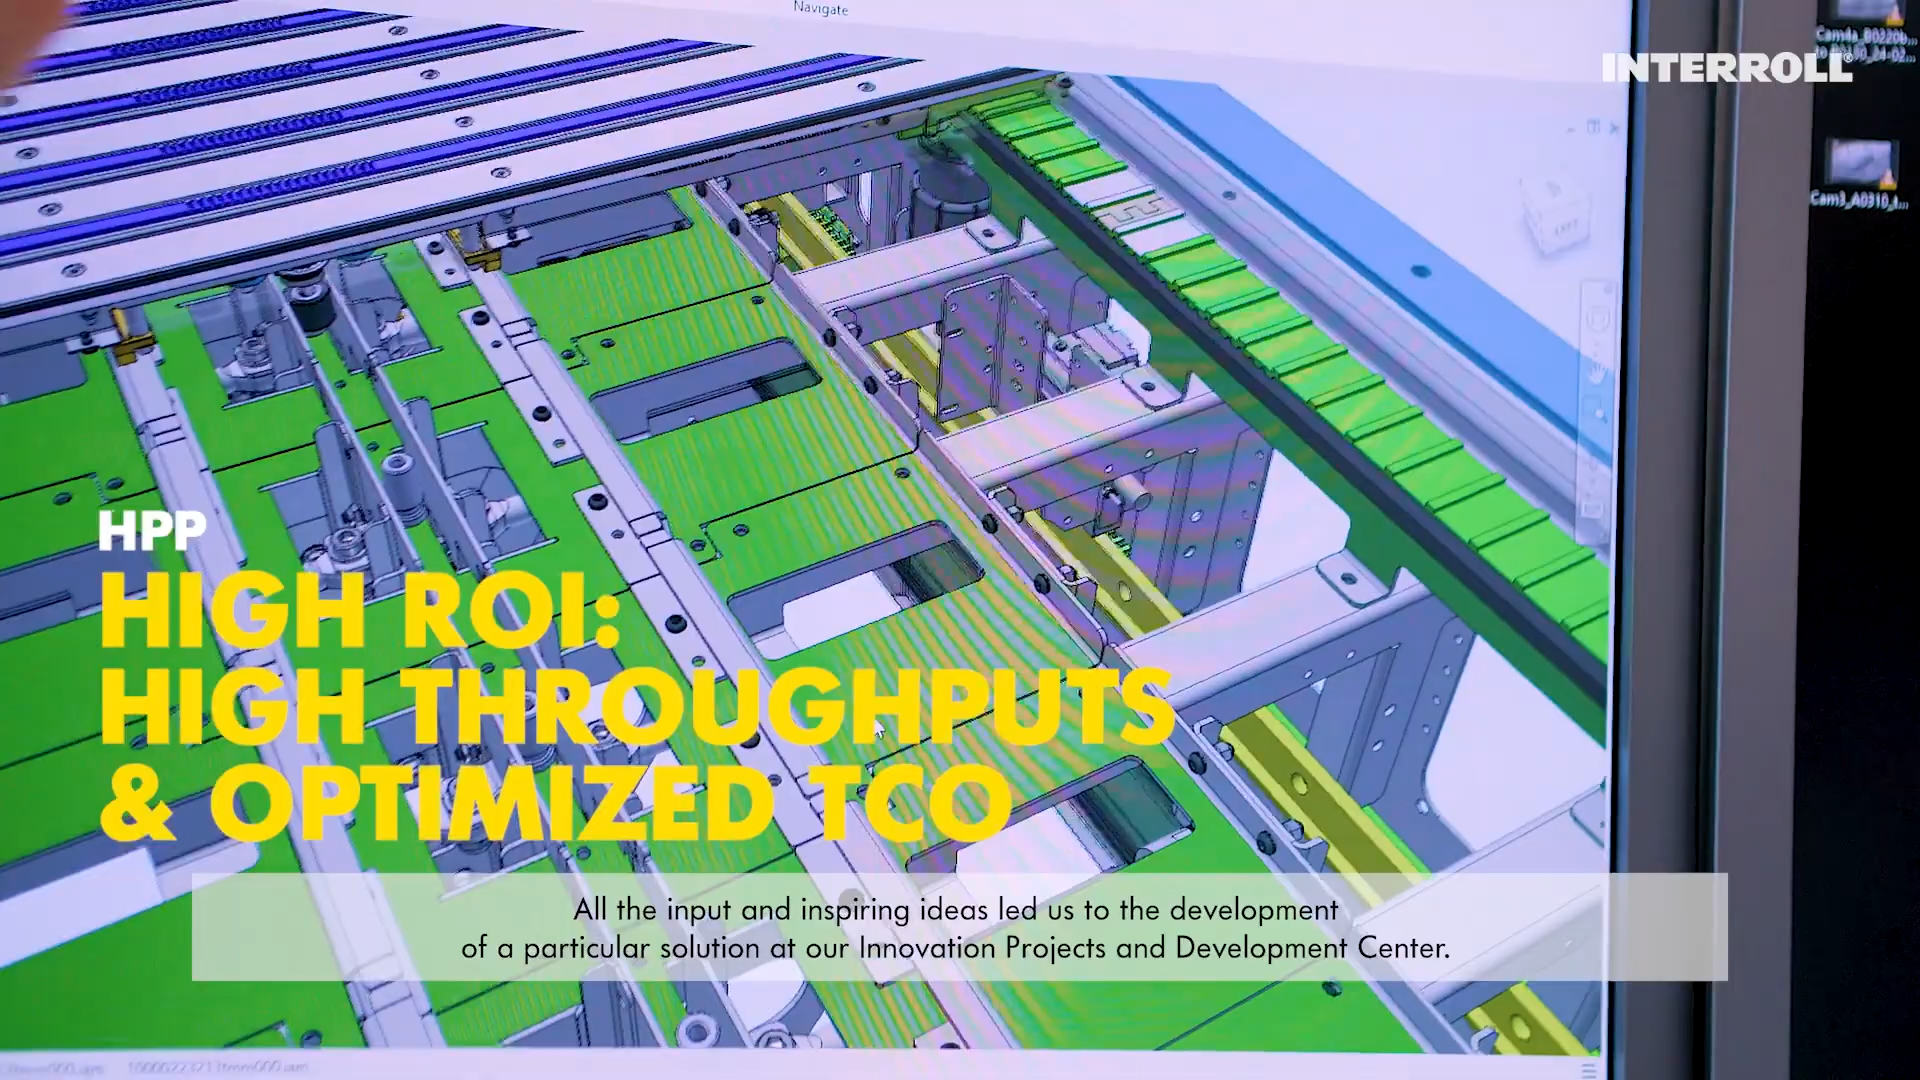 Navigate
INTERROLL
Cam3_A0310_t...
HPP
HIGH ROI:
HIGH THROUGHPUTS
& OPTIMIZED TCO
All the input and inspiring ideas led us to the development
of a particular solution at our Innovation Projects and Development Center.